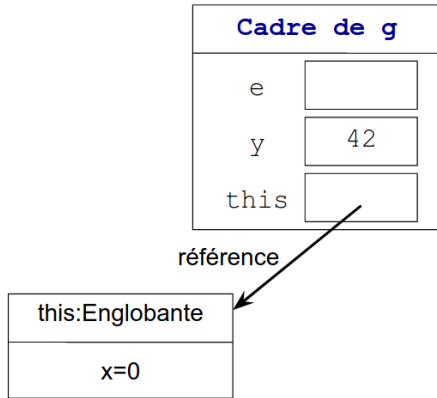 Cadre de g
e
y 42
this
référence
this:Englobante
x=0